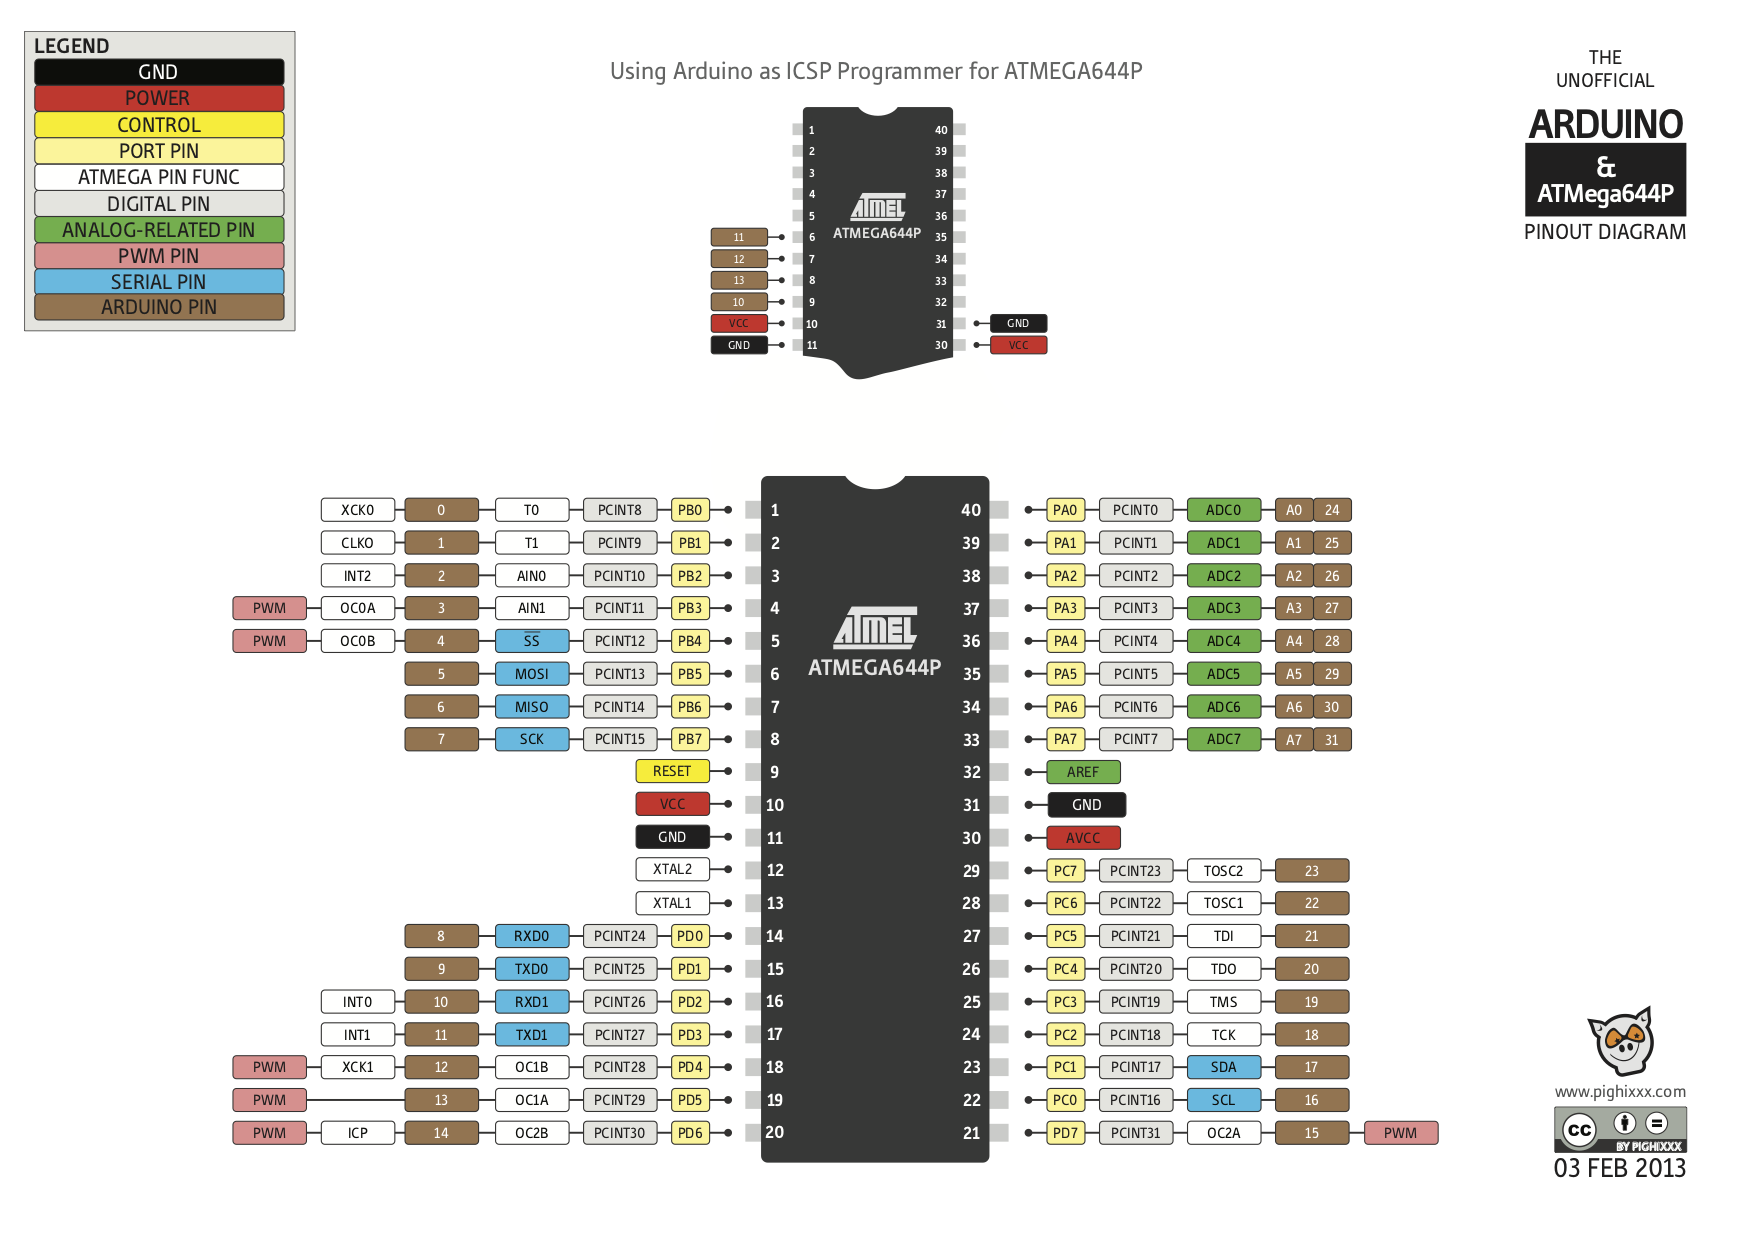 LEGEND
GND
POWER
CONTROL
PORT PIN
ATMEGA PIN FUNC
DIGITAL PIN
ANALOG-RELATED PIN
PWM PIN
SERIAL PIN
ARDUINO PIN
Using Arduino as ICSP Programmer for ATMEGA644P
THE
UNOFFICIAL
ARDUINO
&
ATMega644P
PINOUT DIAGRAM
1 40
2 39
3 38
4 37
5 36
ATMEL
ATMEGA644P
11 6 35
12 7 34
13 8 33
10 9 32
VCC 10 31 GND
GND 11 30 VCC
XCK0 0 T0 PCINT8 PB0 1 40 PA0 PCINT0 ADC0 A0 24
CLKO 1 T1 PCINT9 PB1 2 39 PA1 PCINT1 ADC1 A1 25
INT2 2 AIN0 PCINT10 PB2 3 38 PA2 PCINT2 ADC2 A2 26
PWM OC0A 3 AIN1 PCINT11 PB3 4 37 PA3 PCINT3 ADC3 A3 27
PWM OC0B 4 SS PCINT12 PB4 5 36 PA4 PCINT4 ADC4 A4 28
ATMEL
ATMEGA644P
5 MOSI PCINT13 PB5 6 35 PA5 PCINT5 ADC5 A5 29
6 MISO PCINT14 PB6 7 34 PA6 PCINT6 ADC6 A6 30
7 SCK PCINT15 PB7 8 33 PA7 PCINT7 ADC7 A7 31
RESET 9 32 AREF
VCC 10 31 GND
GND 11 30 AVCC
XTAL2 12 29 PC7 PCINT23 TOSC2 23
XTAL1 13 28 PC6 PCINT22 TOSC1 22
8 RXD0 PCINT24 PD0 14 27 PC5 PCINT21 TDI 21
9 TXD0 PCINT25 PD1 15 26 PC4 PCINT20 TDO 20
INT0 10 RXD1 PCINT26 PD2 16 25 PC3 PCINT19 TMS 19
INT1 11 TXD1 PCINT27 PD3 17 24 PC2 PCINT18 TCK 18
PWM XCK1 12 OC1B PCINT28 PD4 18 23 PC1 PCINT17 SDA 17
PWM 13 OC1A PCINT29 PD5 19 22 PC0 PCINT16 SCL 16
PWM ICP 14 OC2B PCINT30 PD6 20 21 PD7 PCINT31 OC2A 15 PWM
www.pighixxx.com
cc
BY PIGHIXXX
03 FEB 2013